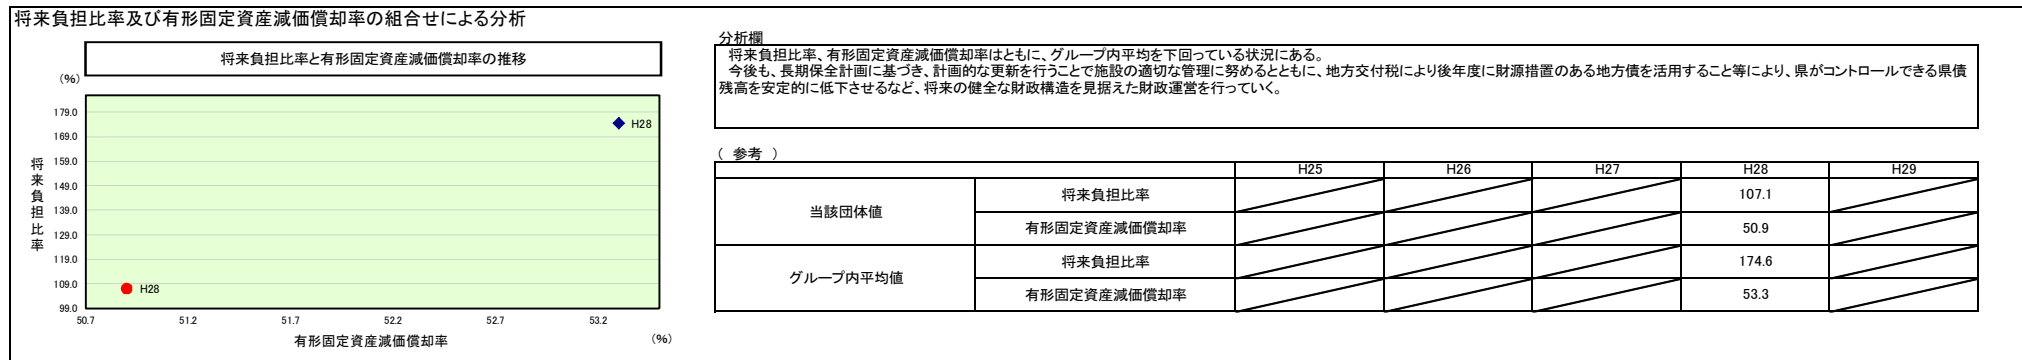 将来負担比率及び有形固定資産減価償却率の組合せによる分析
将来負担比率と有形固定資産減価償却率の推移
(%)
179.0
169.0
159.0
149.0
139.0
129.0
119.0
109.0
99.0
将来負担比率
H28
H28
50.7 51.2 51.7 52.2 52.7 53.2
有形固定資産減価償却率
(%)
分析欄
将来負担比率、有形固定資産減価償却率はともに、グループ内平均を下回っている状況にある。
今後も、長期保全計画に基づき、計画的な更新を行うことで施設の適切な管理に努めるとともに、地方交付税により後年度に財源措置のある地方債を活用すること等により、県がコントロールできる県債
残高を安定的に低下させるなど、将来の健全な財政構造を見据えた財政運営を行っていく。
( 参考 )
H25 H26 H27 H28 H29
当該団体値
将来負担比率 107.1
有形固定資産減価償却率 50.9
グループ内平均値
将来負担比率 174.6
有形固定資産減価償却率 53.3